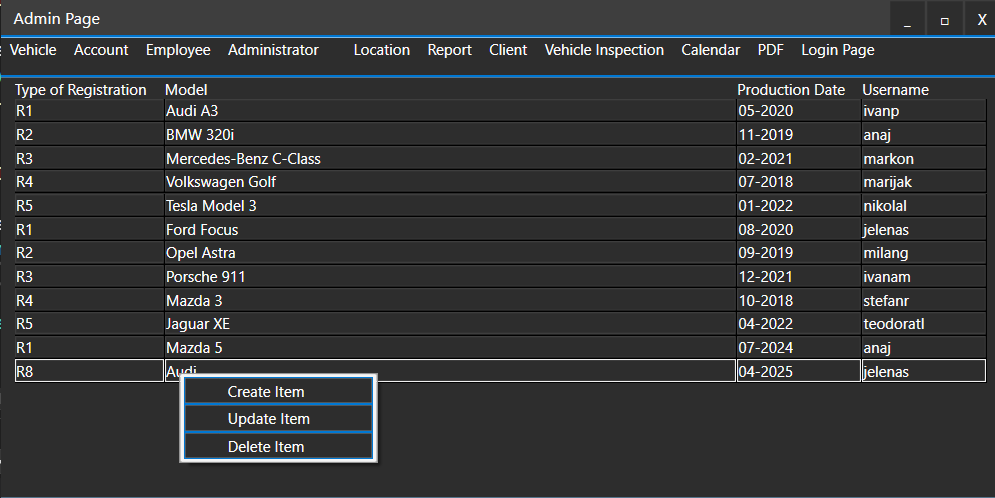 Admin Page _ □ X
Vehicle Account Employee Administrator Location Report Client Vehicle Inspection Calendar PDF Login Page
Type of Registration Model Production Date Username
R1 Audi A3 05-2020 ivanp
R2 BMW 320i 11-2019 anaj
R3 Mercedes-Benz C-Class 02-2021 markon
R4 Volkswagen Golf 07-2018 marijak
R5 Tesla Model 3 01-2022 nikolal
R1 Ford Focus 08-2020 jelenas
R2 Opel Astra 09-2019 milang
R3 Porsche 911 12-2021 ivanam
R4 Mazda 3 10-2018 stefanr
R5 Jaguar XE 04-2022 teodoratl
R1 Mazda 5 07-2024 anaj
R8 Audi 04-2025 jelenas
Create Item
Update Item
Delete Item